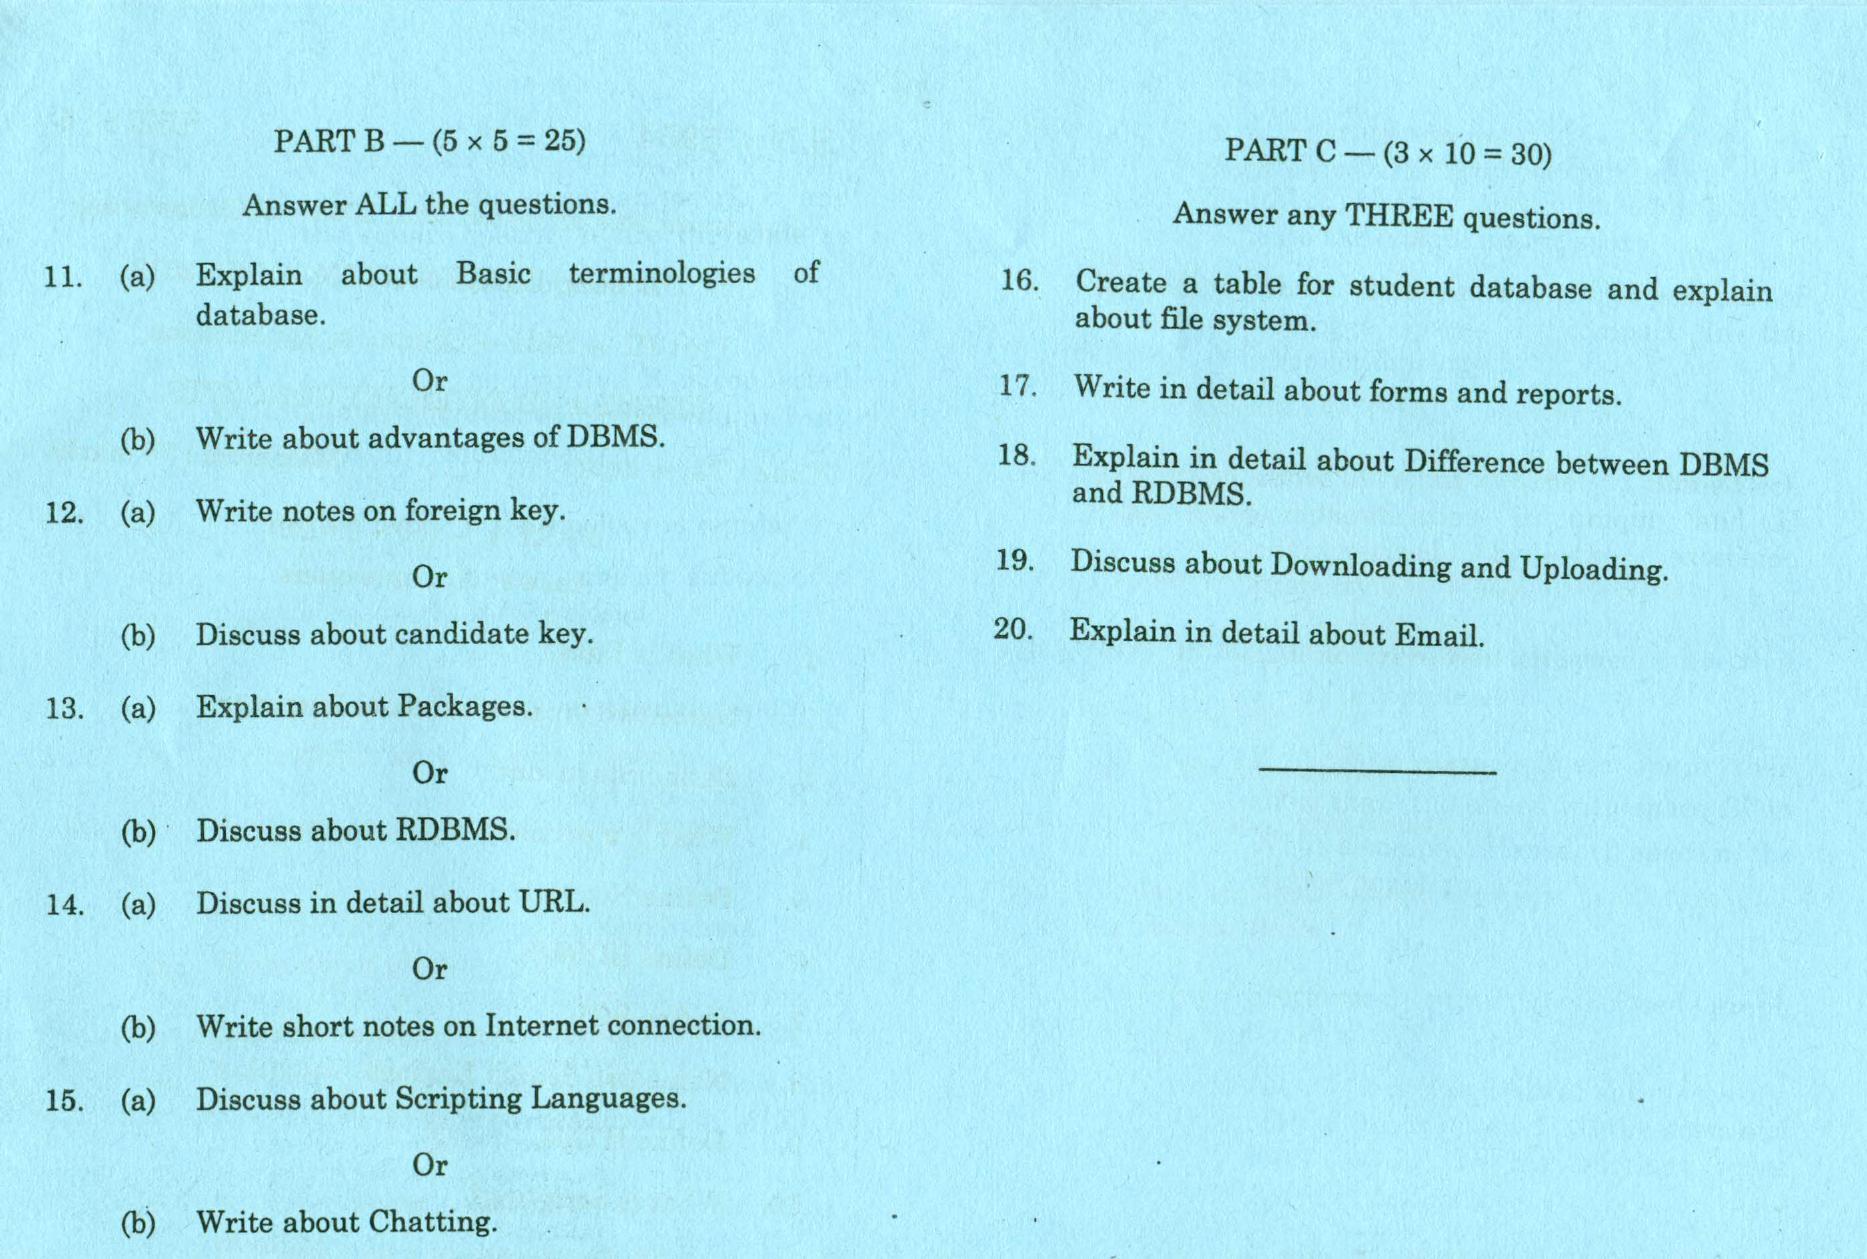 PART B — (5 × 5 = 25)
Answer ALL the questions.
11. (a) Explain about Basic terminologies of
database.
Or
(b) Write about advantages of DBMS.
12. (a) Write notes on foreign key.
Or
(b) Discuss about candidate key.
13. (a) Explain about Packages.
Or
(b) Discuss about RDBMS.
14. (a) Discuss in detail about URL.
Or
(b) Write short notes on Internet connection.
15. (a) Discuss about Scripting Languages.
Or
(b) Write about Chatting.
PART C — (3 × 10 = 30)
Answer any THREE questions.
16. Create a table for student database and explain
about file system.
17. Write in detail about forms and reports.
18. Explain in detail about Difference between DBMS
and RDBMS.
19. Discuss about Downloading and Uploading.
20. Explain in detail about Email.